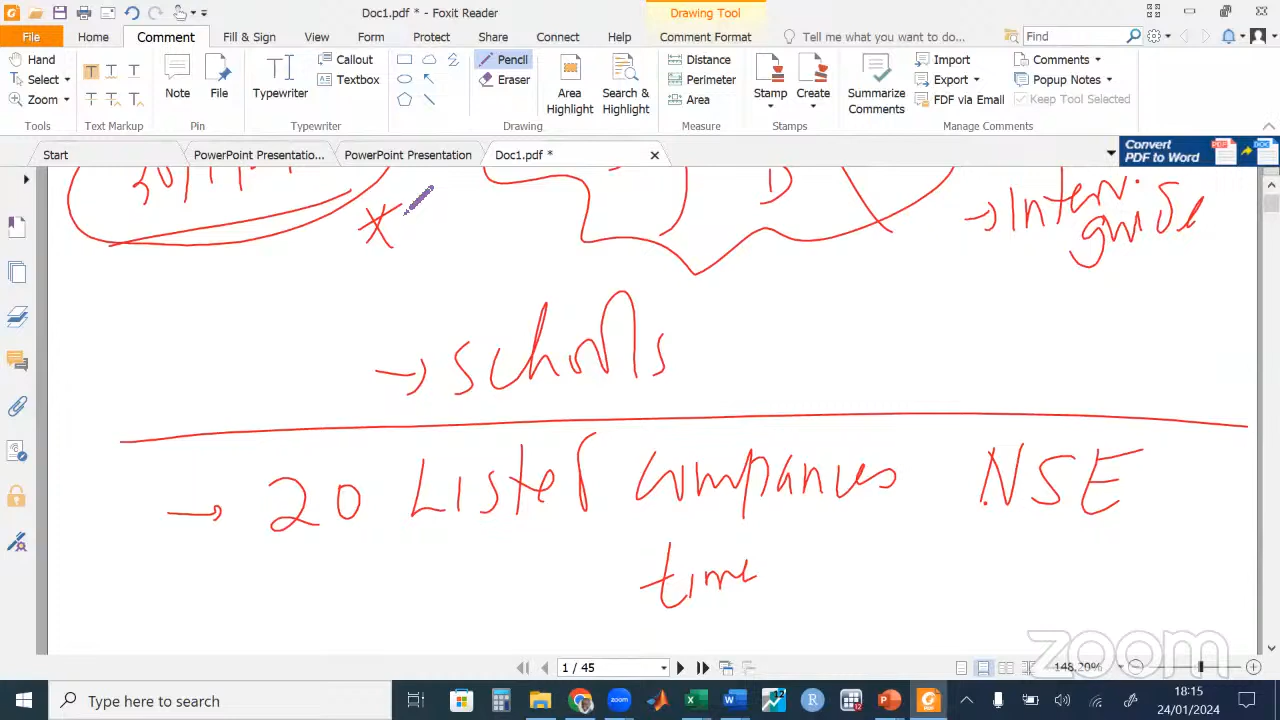 Doc1.pdf * - Foxit Reader
Drawing Tool
File Home Comment Fill & Sign View Form Protect Share Connect Help Comment Format Tell me what you want to do... Find
Hand
Select
Zoom
Tools
T T T
T T T
Text Markup
Note File
Pin
Typewriter
Callout
Textbox
Typewriter
Pencil
Eraser
Area Highlight
Search & Highlight
Drawing
Distance
Perimeter
Area
Measure
Stamp Create
Stamps
Summarize Comments
Import
Export
FDF via Email
Comments
Popup Notes
Keep Tool Selected
Manage Comments
Start PowerPoint Presentatio... PowerPoint Presentation Doc1.pdf *
Convert
PDF to Word
D
→ Interv.
guide
→ schools
→ 20 Listed companies NSE
time
zoom
1 / 45
148.20%
Type here to search
zoom
12
18:15
24/01/2024